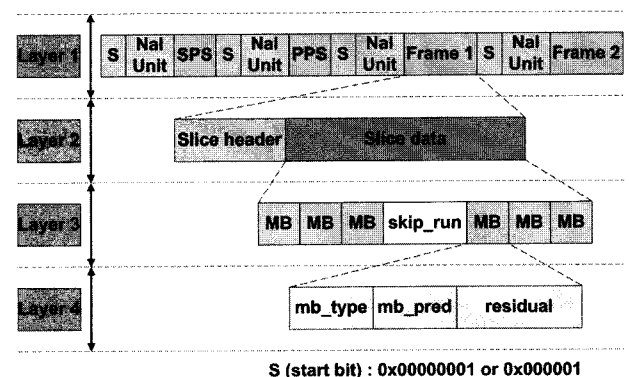 Layer 1
S Nal Unit SPS S Nal Unit PPS S Nal Unit Frame 1 S Nal Unit Frame 2
Layer 2
Slice header Slice data
Layer 3
MB MB MB skip_run MB MB MB
Layer 4
mb_type mb_pred residual
S (start bit) : 0x00000001 or 0x000001